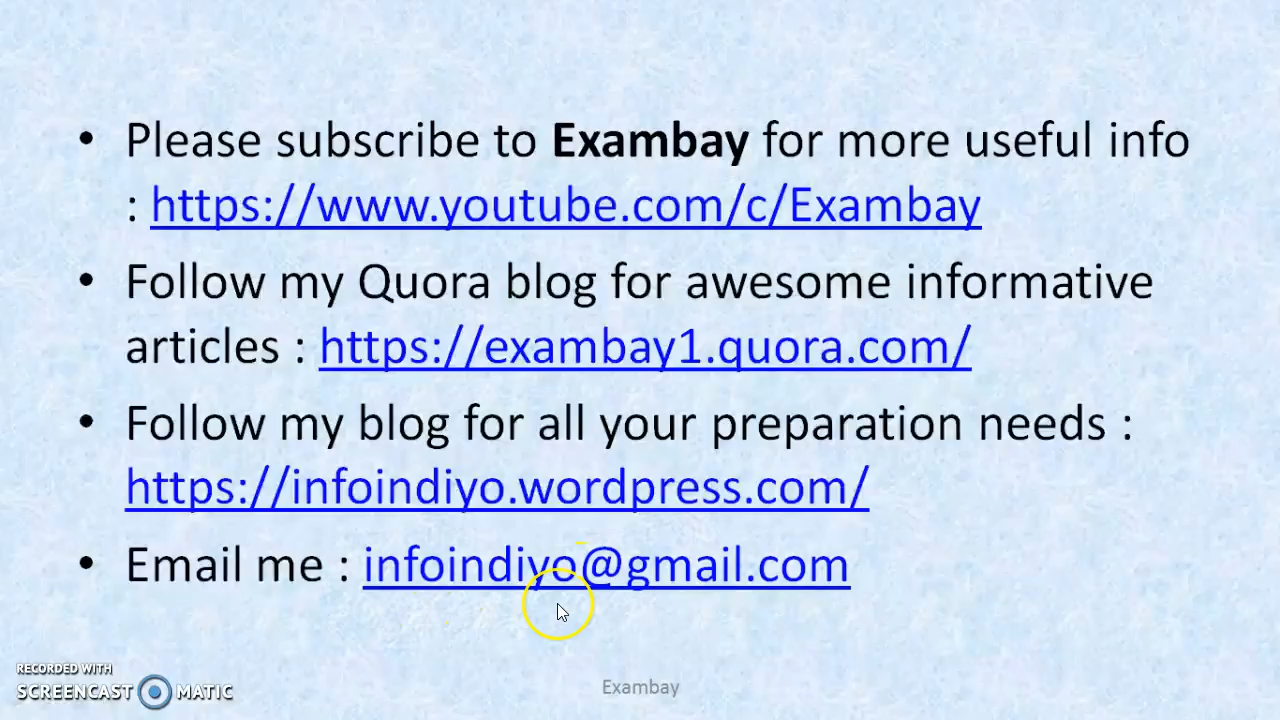 • Please subscribe to Exambay for more useful info
: https://www.youtube.com/c/Exambay
• Follow my Quora blog for awesome informative
articles : https://exambay1.quora.com/
• Follow my blog for all your preparation needs :
https://infoindiyo.wordpress.com/
• Email me : infoindiyo@gmail.com
RECORDED WITH
SCREENCAST MATIC
Exambay